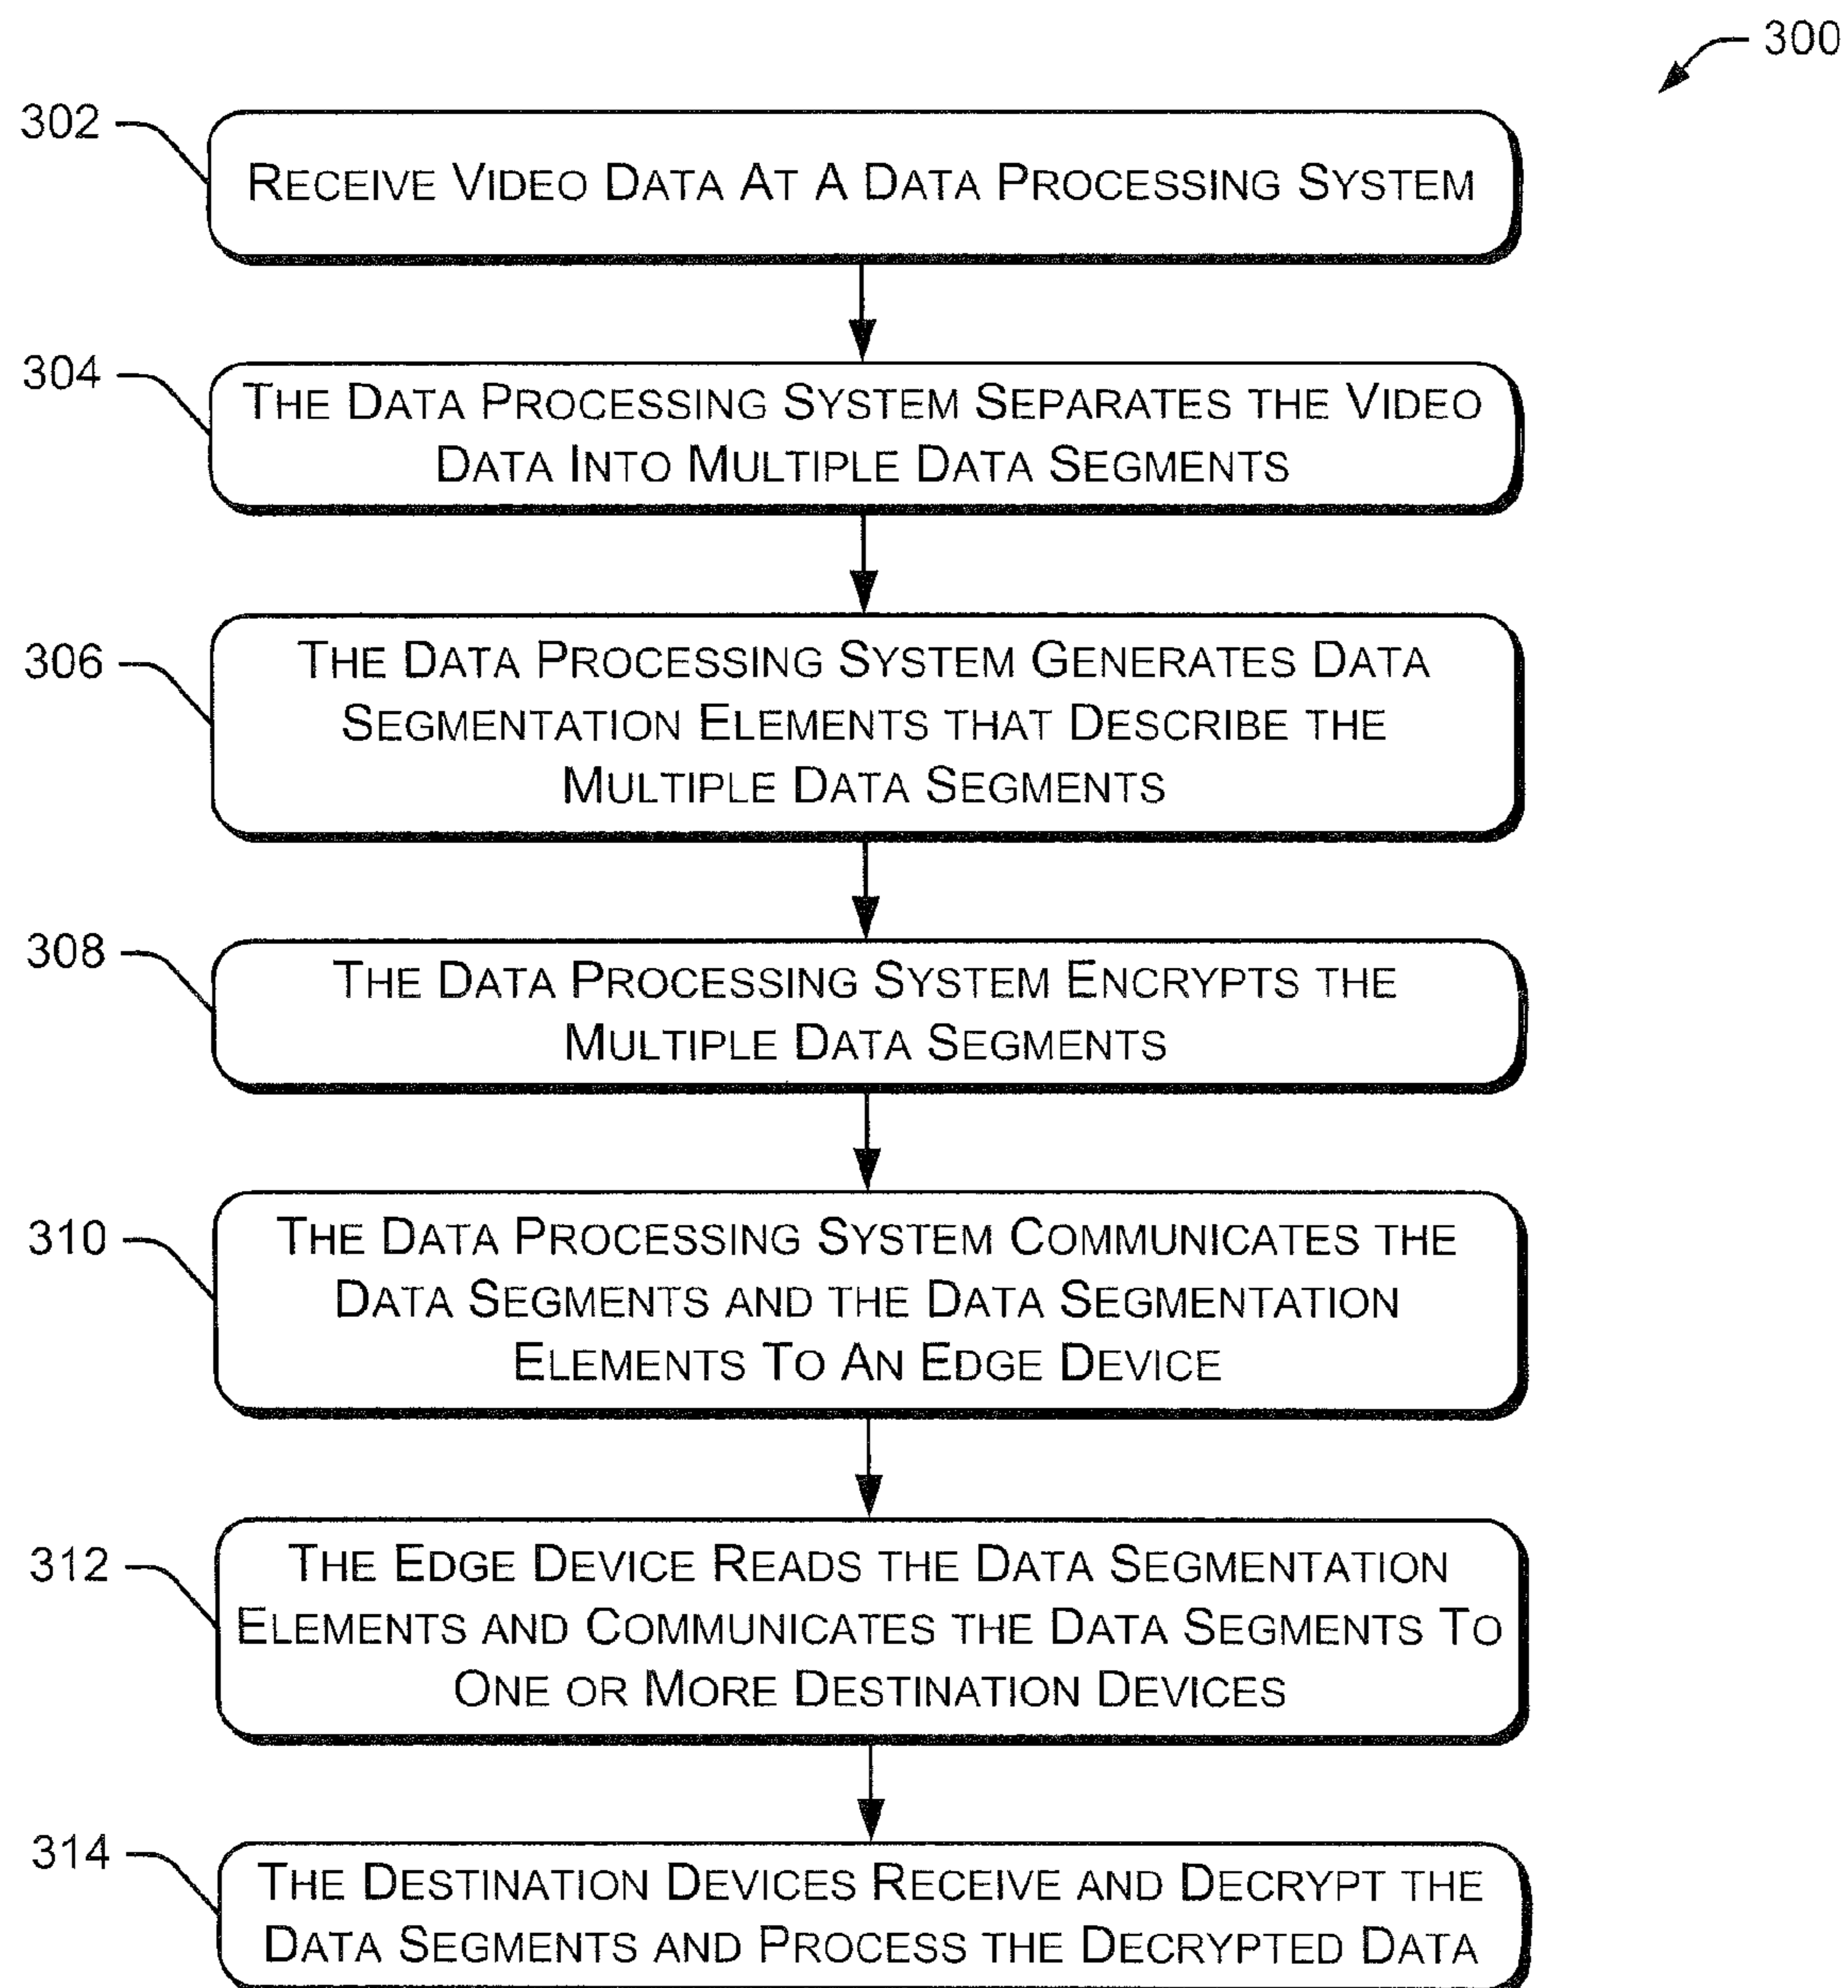 300
302
RECEIVE VIDEO DATA AT A DATA PROCESSING SYSTEM
304
THE DATA PROCESSING SYSTEM SEPARATES THE VIDEO
DATA INTO MULTIPLE DATA SEGMENTS
306
THE DATA PROCESSING SYSTEM GENERATES DATA
SEGMENTATION ELEMENTS THAT DESCRIBE THE
MULTIPLE DATA SEGMENTS
308
THE DATA PROCESSING SYSTEM ENCRYPTS THE
MULTIPLE DATA SEGMENTS
310
THE DATA PROCESSING SYSTEM COMMUNICATES THE
DATA SEGMENTS AND THE DATA SEGMENTATION
ELEMENTS TO AN EDGE DEVICE
312
THE EDGE DEVICE READS THE DATA SEGMENTATION
ELEMENTS AND COMMUNICATES THE DATA SEGMENTS TO
ONE OR MORE DESTINATION DEVICES
314
THE DESTINATION DEVICES RECEIVE AND DECRYPT THE
DATA SEGMENTS AND PROCESS THE DECRYPTED DATA